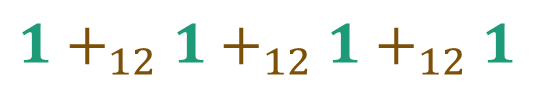 1 +₁₂ 1 +₁₂ 1 +₁₂ 1